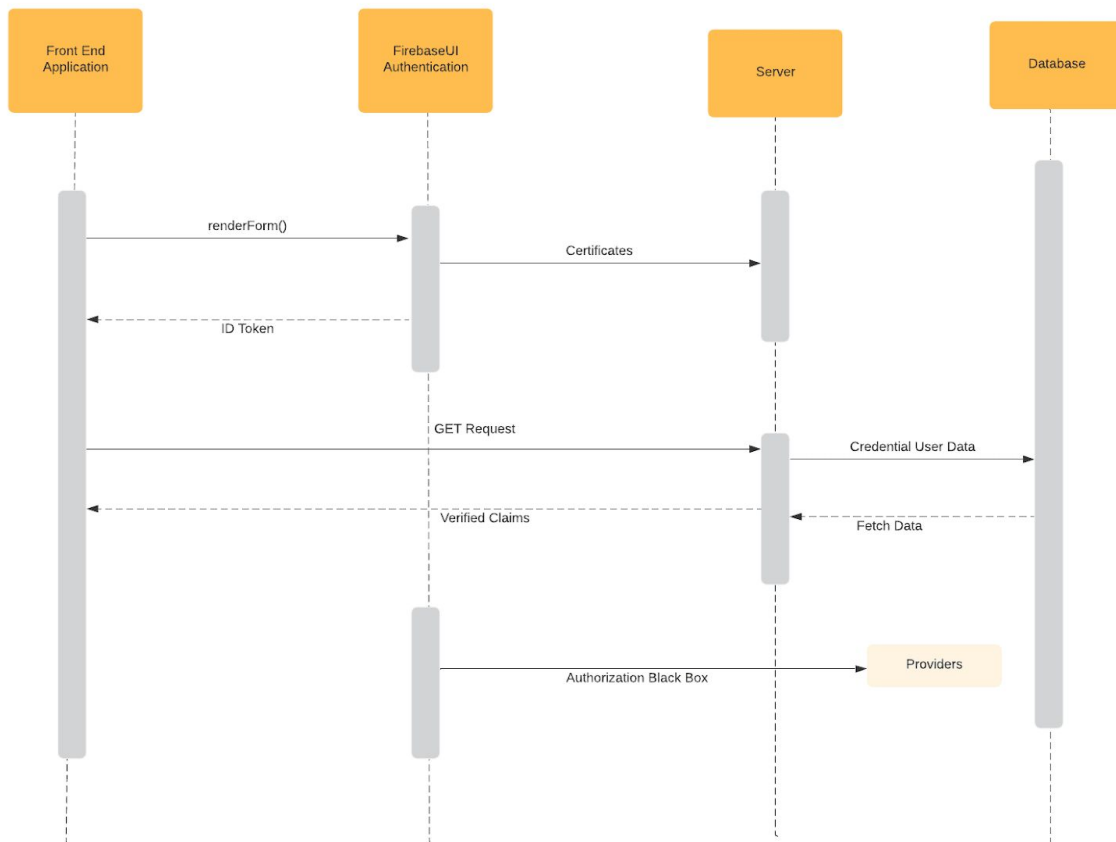 Front End
Application
FirebaseUI
Authentication
Server
Database
renderForm()
Certificates
ID Token
GET Request
Credential User Data
Verified Claims
Fetch Data
Providers
Authorization Black Box